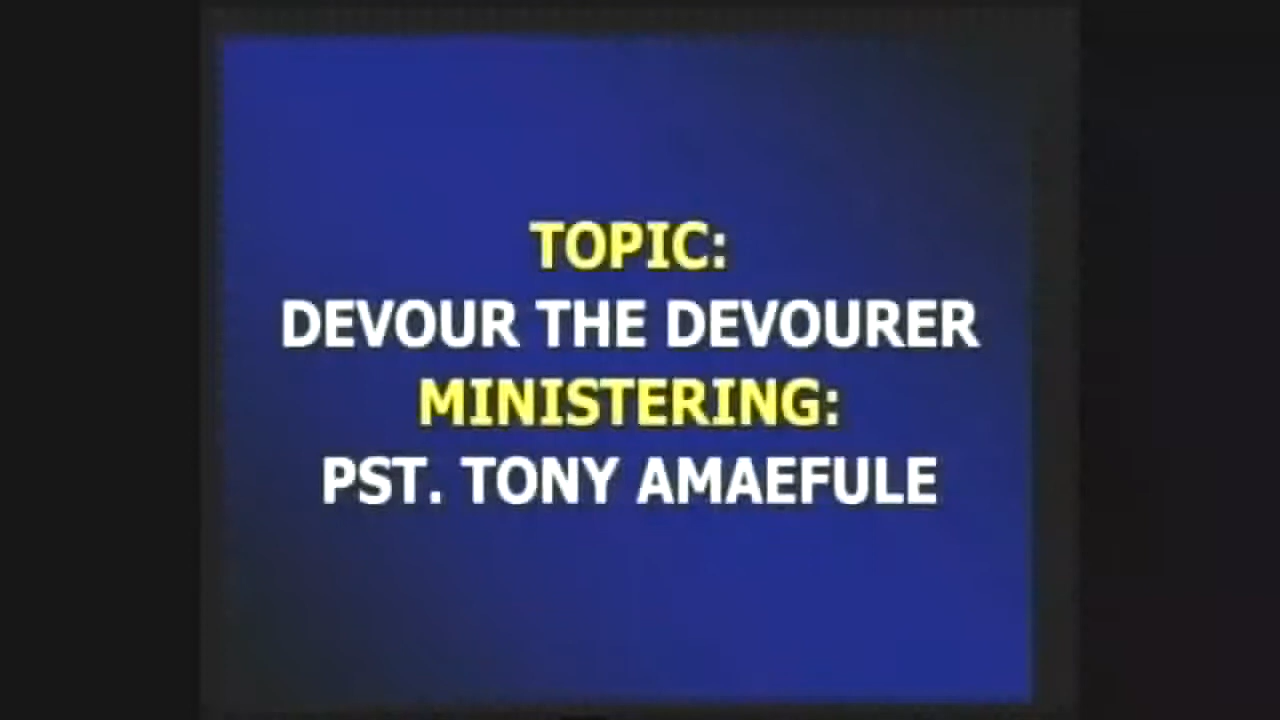 TOPIC:
DEVOUR THE DEVOURER
MINISTERING:
PST. TONY AMAEFULE